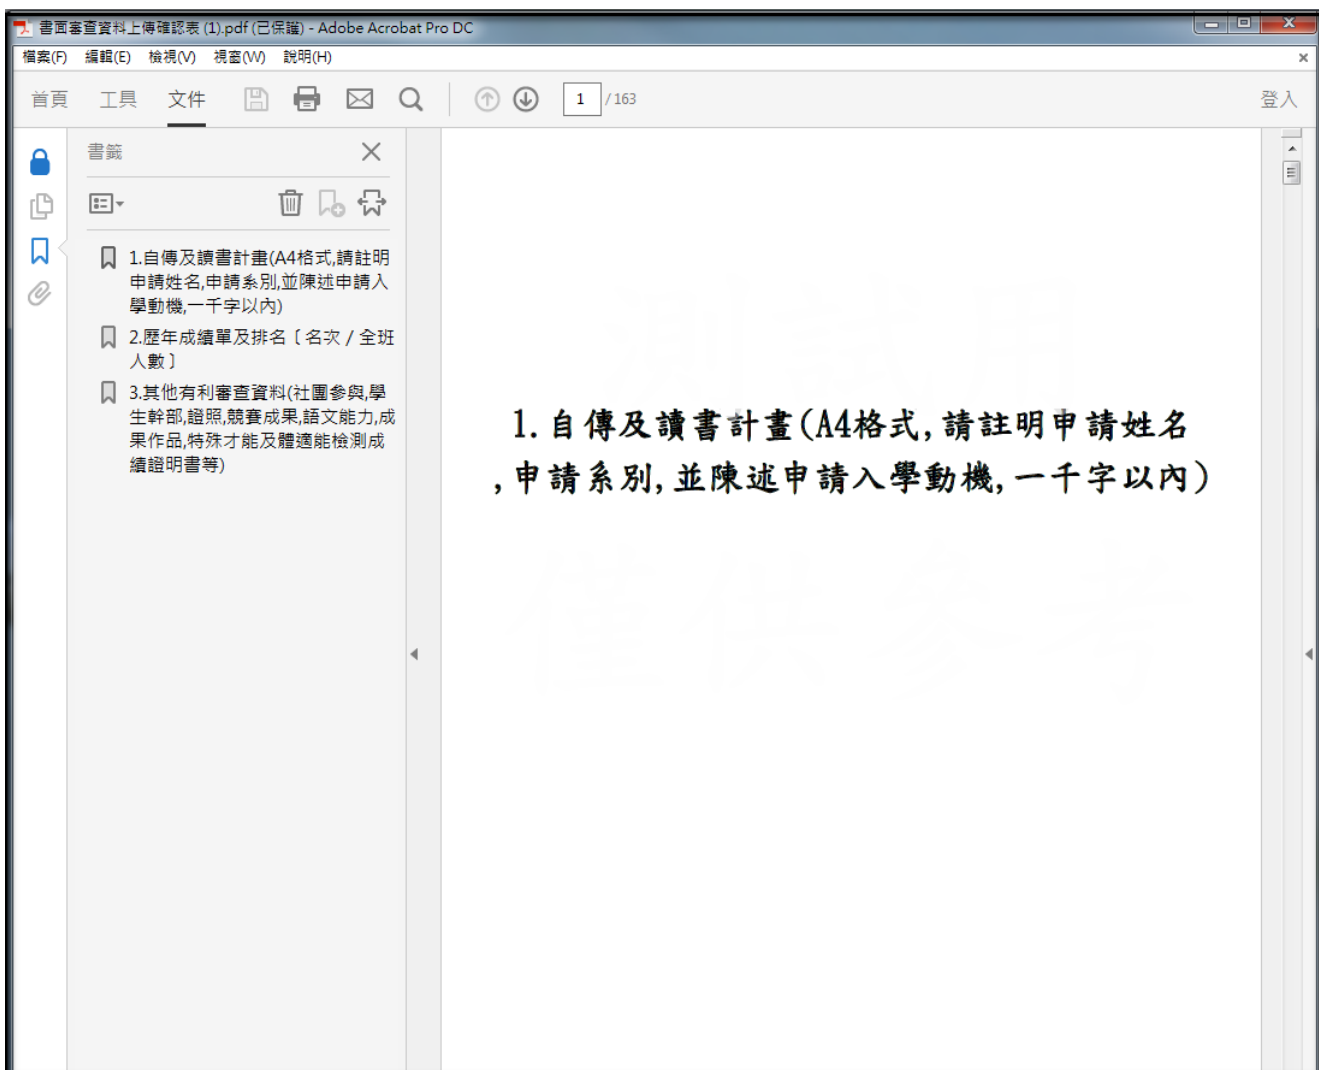 書面審查資料上傳確認表 (1).pdf (已保護) - Adobe Acrobat Pro DC
檔案(F) 編輯(E) 檢視(V) 視窗(W) 說明(H)
首頁 工具 文件 1 / 163 登入
書籤
1.自傳及讀書計畫(A4格式,請註明
申請姓名,申請系別,並陳述申請入
學動機,一千字以內)
2.歷年成績單及排名〔名次／全班
人數〕
3.其他有利審查資料(社團參與,學
生幹部,證照,競賽成果,語文能力,成
果作品,特殊才能及體適能檢測成
績證明書等)
測試用
1.自傳及讀書計畫(A4格式,請註明申請姓名
,申請系別,並陳述申請入學動機,一千字以內)
僅供參考